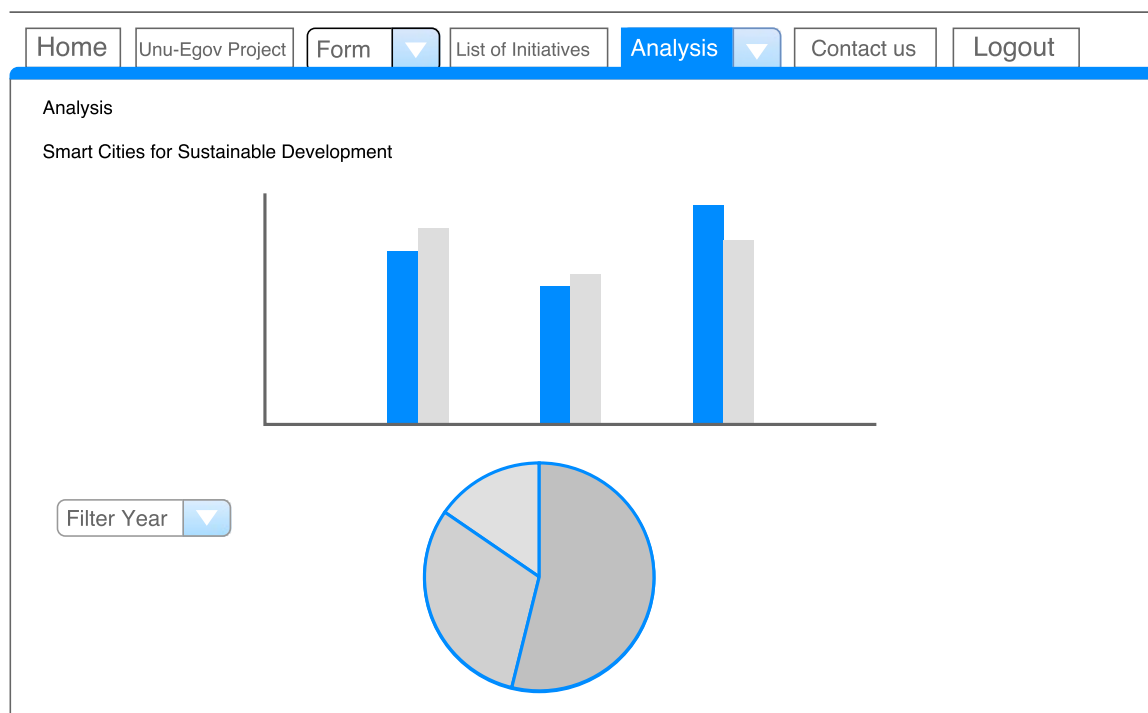 Home
Unu-Egov Project
Form
List of Initiatives
Analysis
Contact us
Logout
Analysis
Smart Cities for Sustainable Development
Filter Year